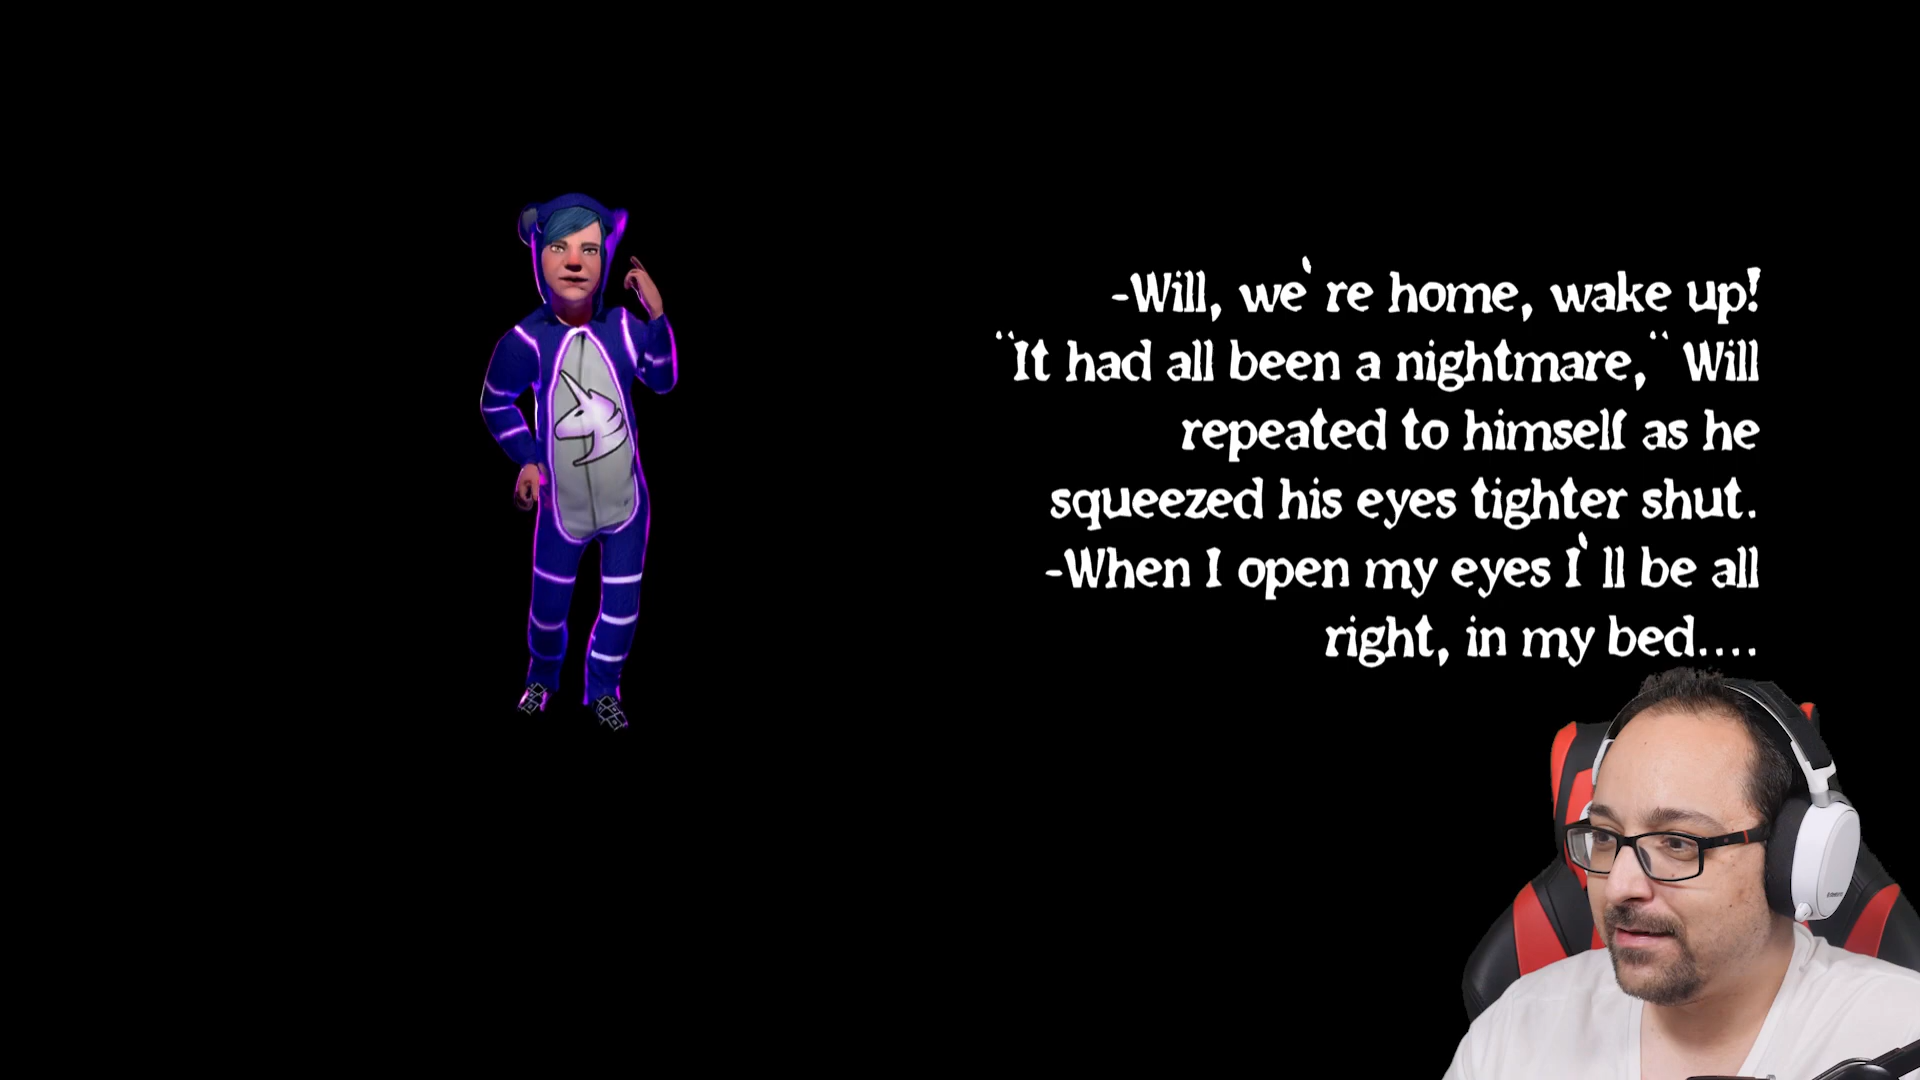 -Will, we`re home, wake up!
¨It had all been a nightmare,¨ Will
repeated to himself as he
squeezed his eyes tighter shut.
-When I open my eyes I`ll be all
right, in my bed....